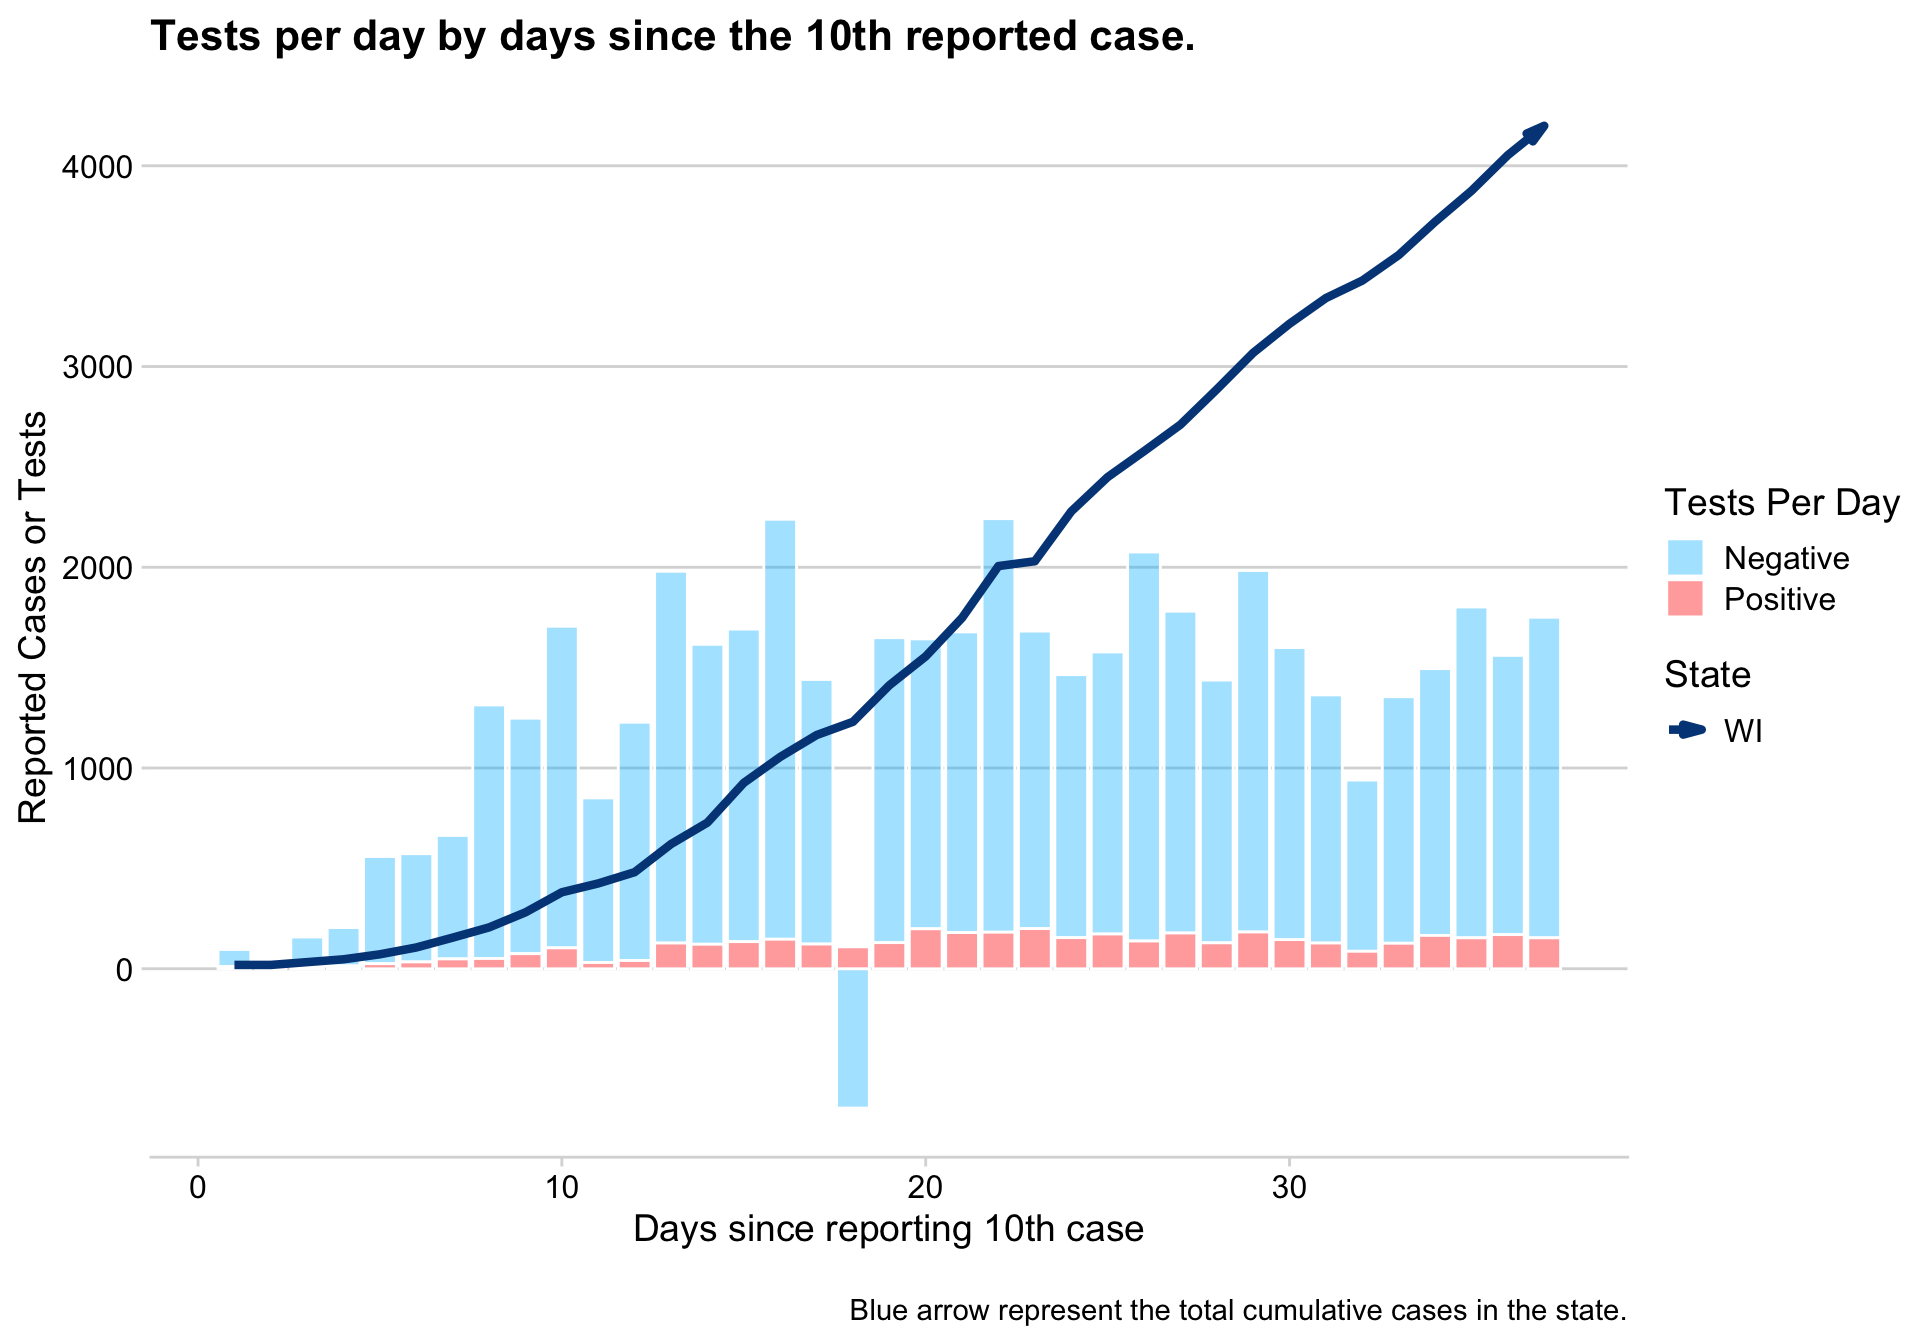 Tests per day by days since the 10th reported case.
Reported Cases or Tests
4000
3000
2000
1000
0
0 10 20 30
Days since reporting 10th case
Tests Per Day
Negative
Positive
State
WI
Blue arrow represent the total cumulative cases in the state.